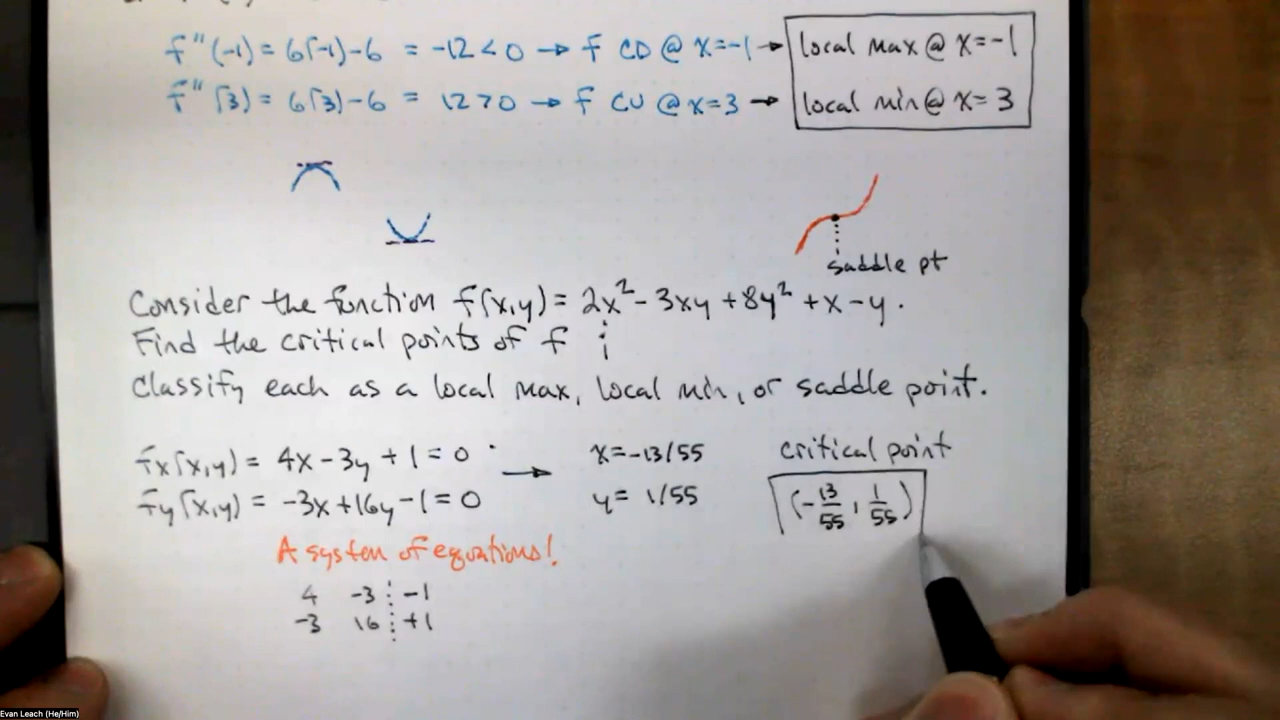 f"(-1) = 6(-1)-6 = -12 < 0 → f CD @ x=-1 → local max @ x=-1
f"(3) = 6(3)-6 = 12 > 0 → f CU @ x=3 → local min @ x=3
saddle pt
Consider the function f(x,y) = 2x² - 3xy + 8y² + x - y.
Find the critical points of f ;
Classify each as a local max, local min, or saddle point.
fx(x,y) = 4x - 3y + 1 = 0 → x = -13/55 critical point
fy(x,y) = -3x + 16y - 1 = 0 y = 1/55 (-13/55, 1/55)
A system of equations!
4 -3 ⋮ -1
-3 16 ⋮ +1
Evan Leach (He/Him)